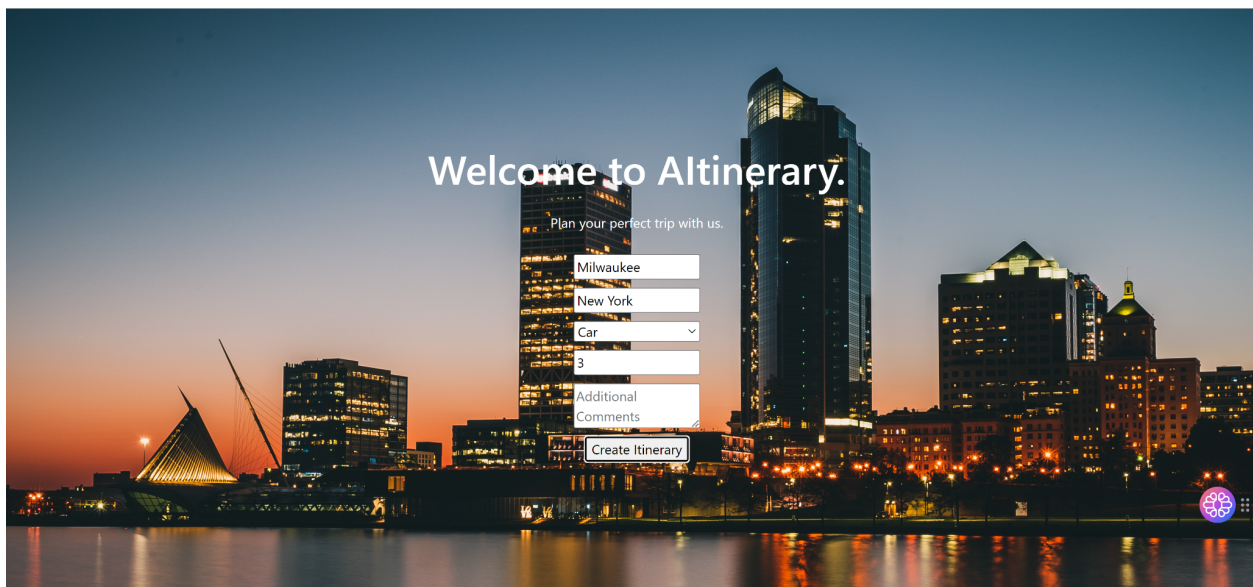 Welcome to AItinerary.
Plan your perfect trip with us.
Milwaukee
New York
Car
3
Additional
Comments
Create Itinerary